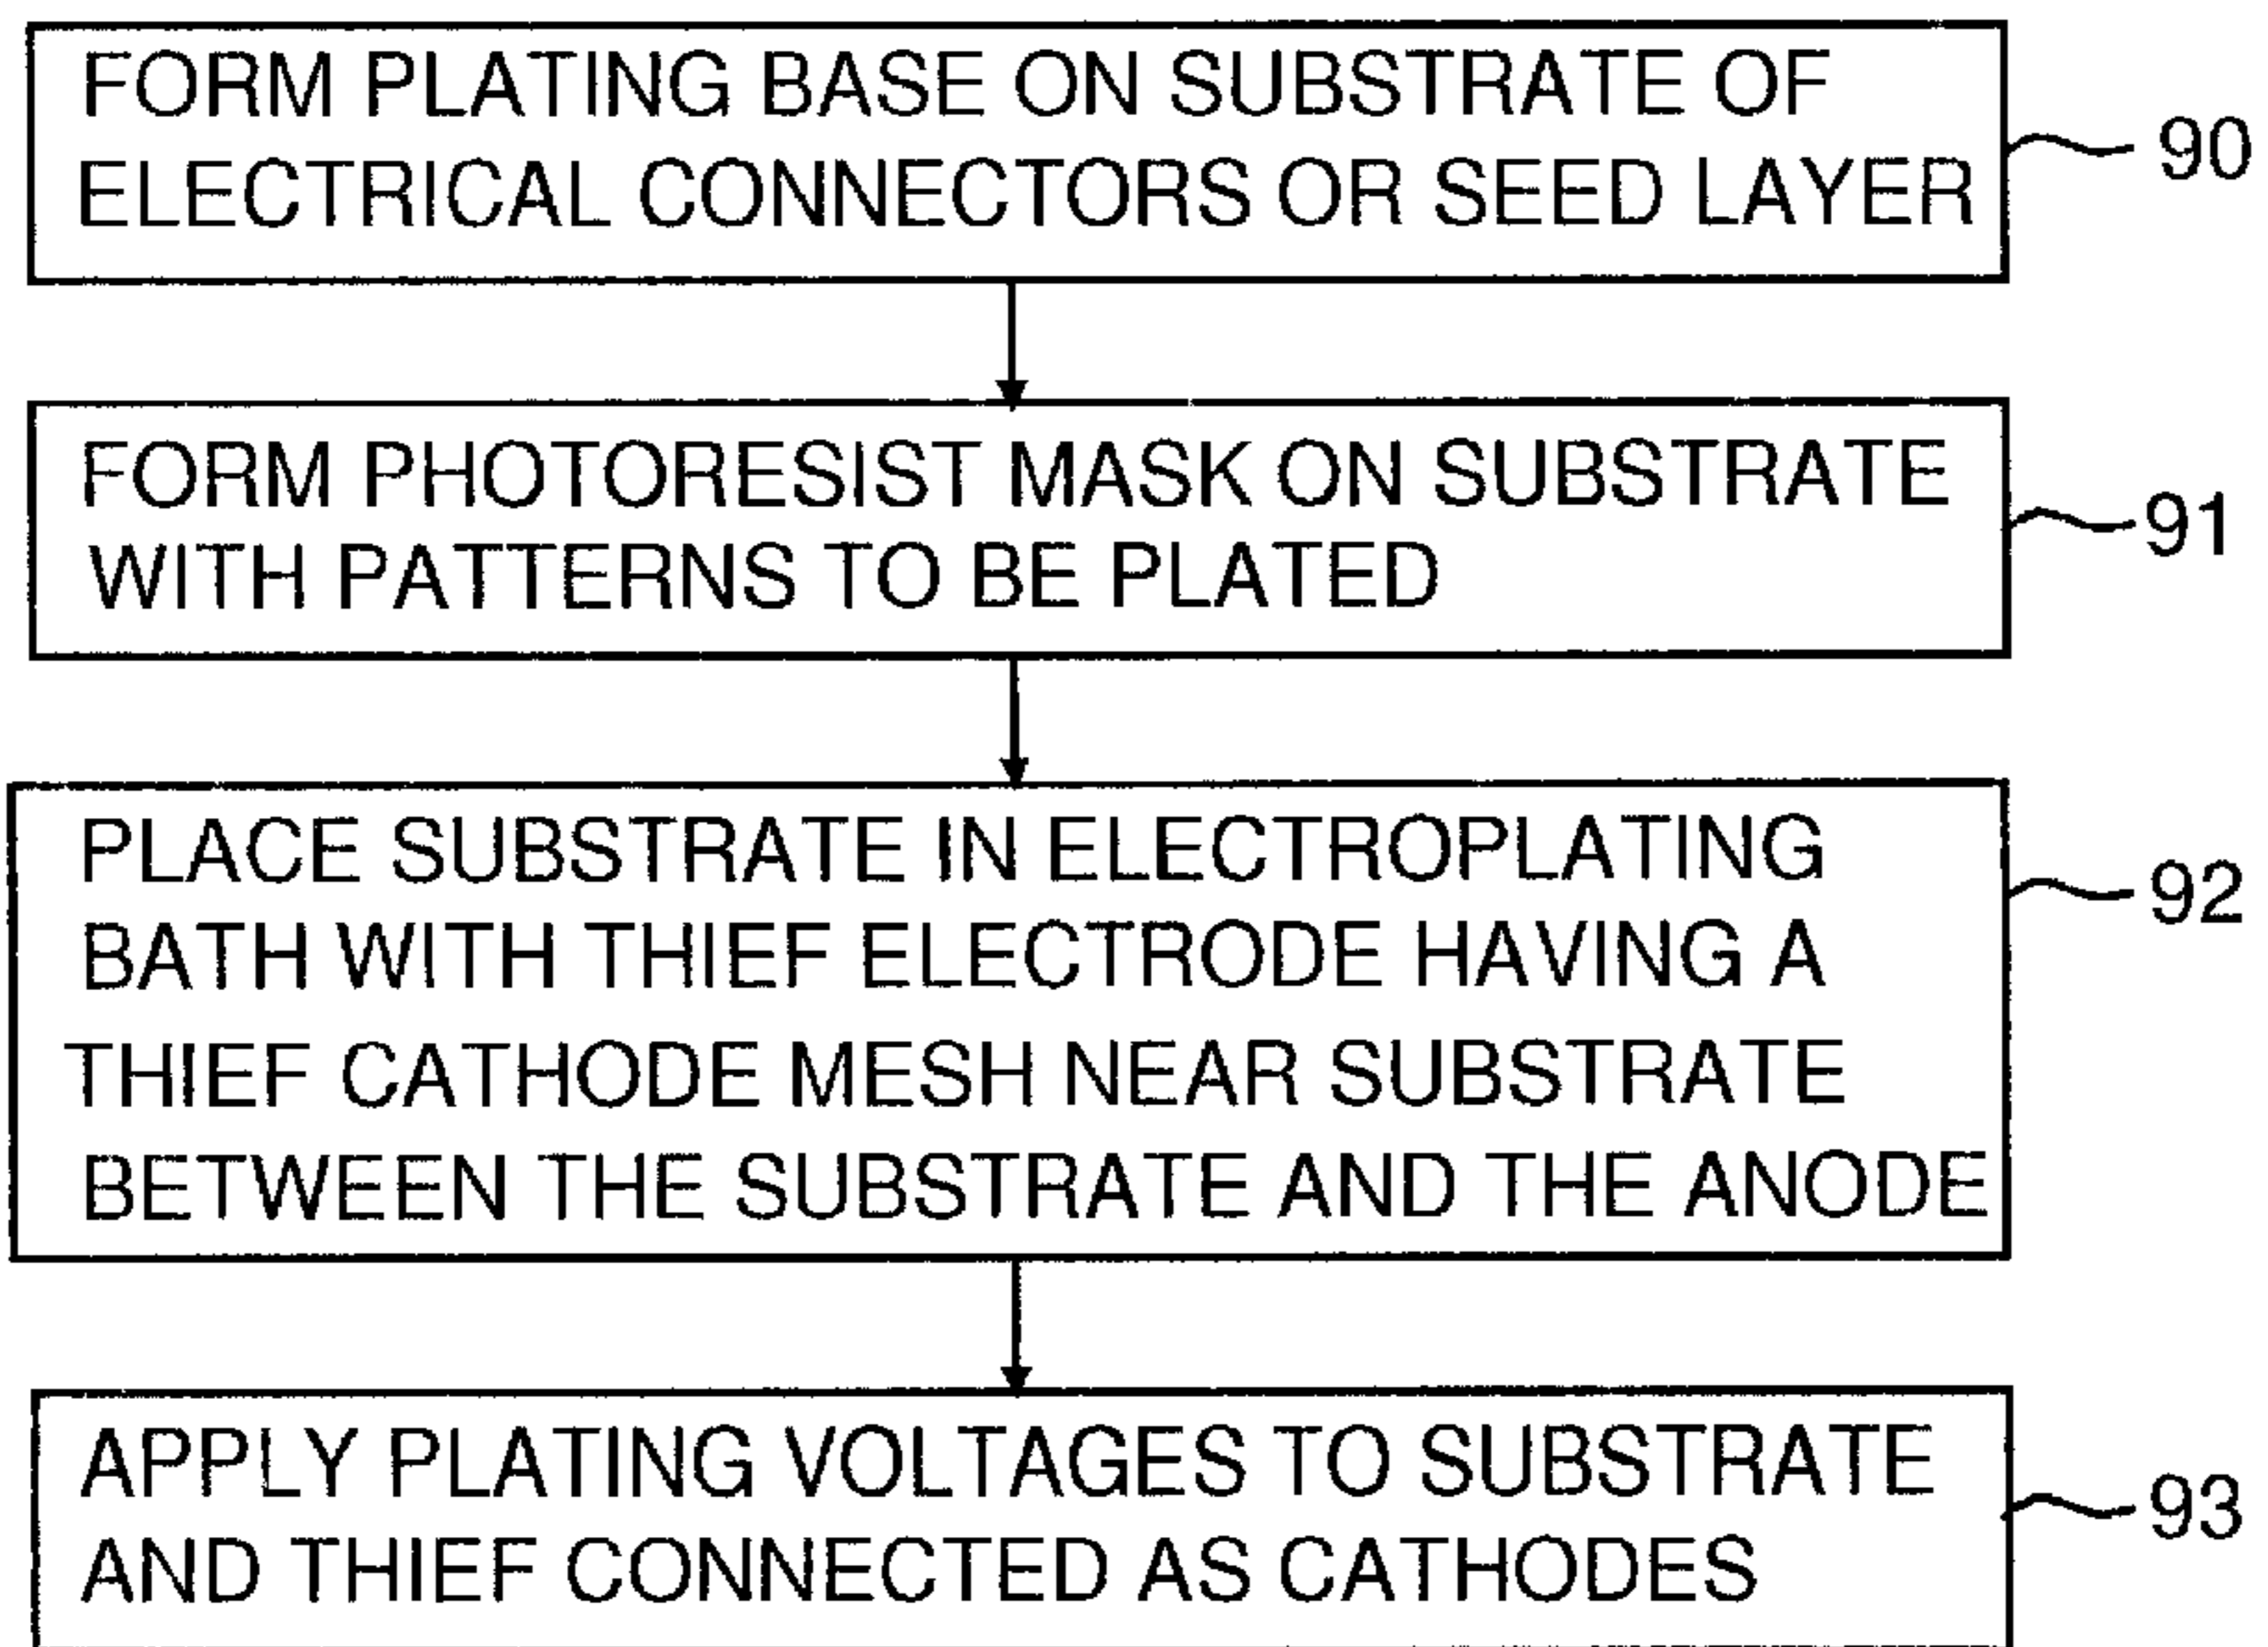 FORM PLATING BASE ON SUBSTRATE OF
ELECTRICAL CONNECTORS OR SEED LAYER
90
FORM PHOTORESIST MASK ON SUBSTRATE
WITH PATTERNS TO BE PLATED
91
PLACE SUBSTRATE IN ELECTROPLATING
BATH WITH THIEF ELECTRODE HAVING A
THIEF CATHODE MESH NEAR SUBSTRATE
BETWEEN THE SUBSTRATE AND THE ANODE
92
APPLY PLATING VOLTAGES TO SUBSTRATE
AND THIEF CONNECTED AS CATHODES
93